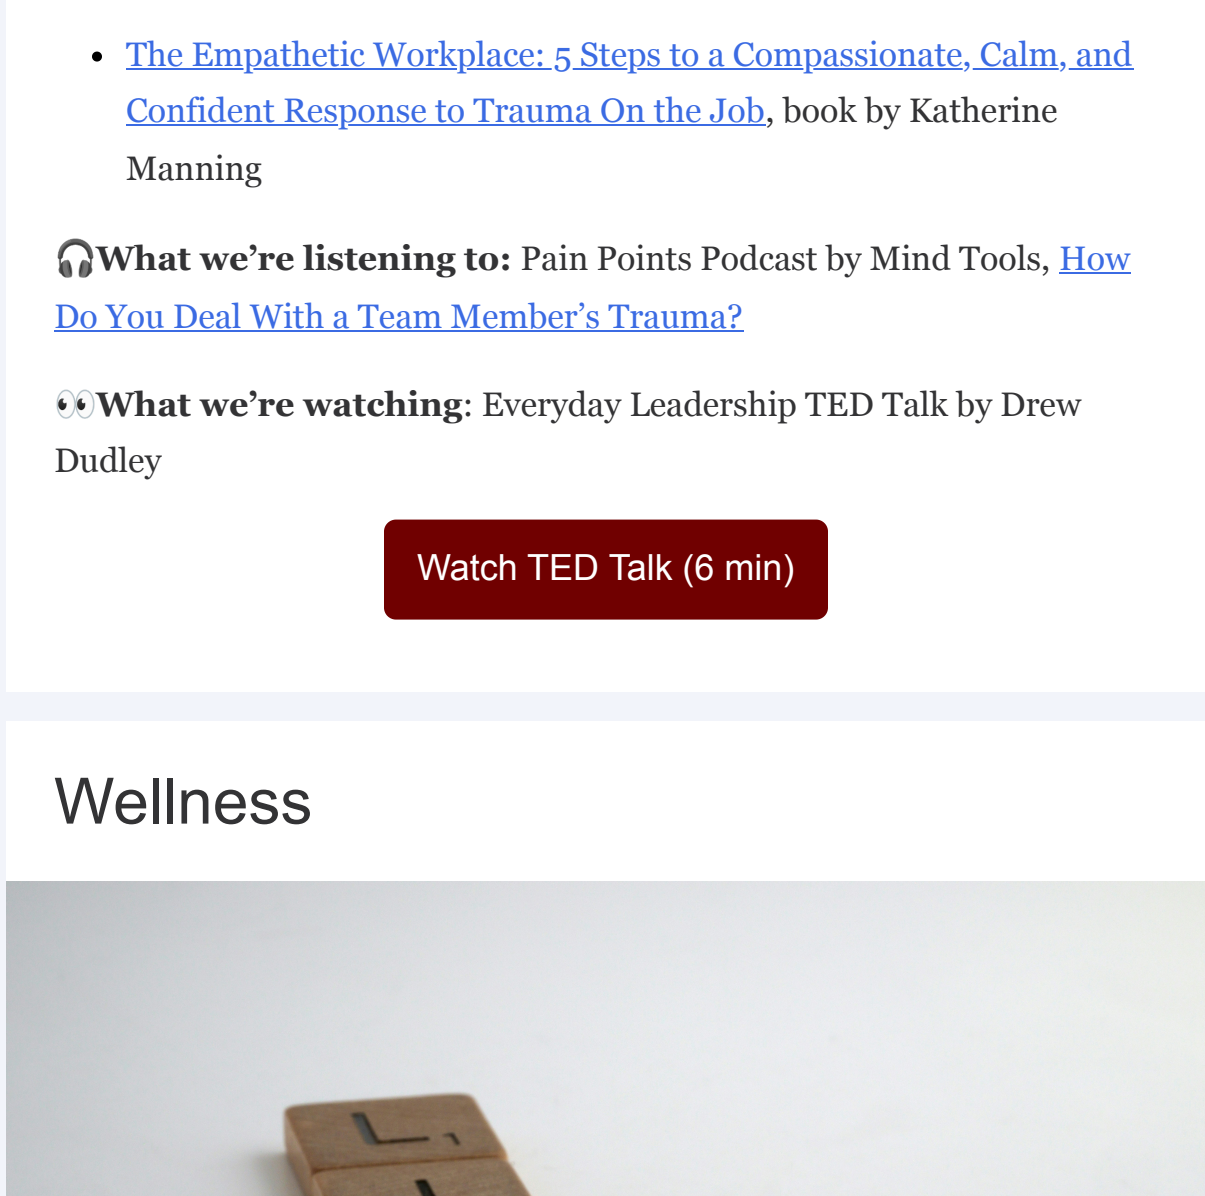 • The Empathetic Workplace: 5 Steps to a Compassionate, Calm, and
Confident Response to Trauma On the Job, book by Katherine
Manning
🎧What we’re listening to: Pain Points Podcast by Mind Tools, How
Do You Deal With a Team Member’s Trauma?
👀What we’re watching: Everyday Leadership TED Talk by Drew
Dudley
Watch TED Talk (6 min)
Wellness
L1